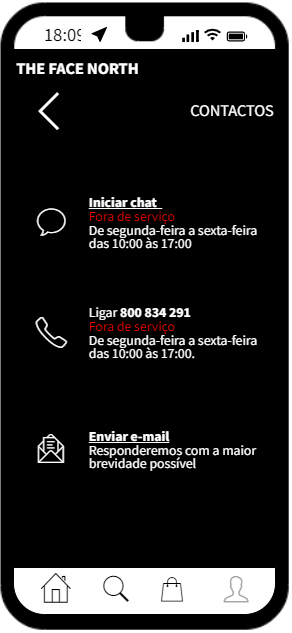 18:09
THE FACE NORTH
CONTACTOS
Iniciar chat
Fora de serviço
De segunda-feira a sexta-feira
das 10:00 às 17:00
Ligar 800 834 291
Fora de serviço
De segunda-feira a sexta-feira
das 10:00 às 17:00.
Enviar e-mail
Responderemos com a maior
brevidade possível